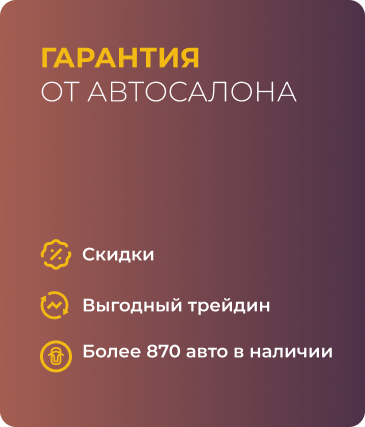 ГАРАНТИЯ
ОТ АВТОСАЛОНА
Скидки
Выгодный трейдин
Более 870 авто в наличии